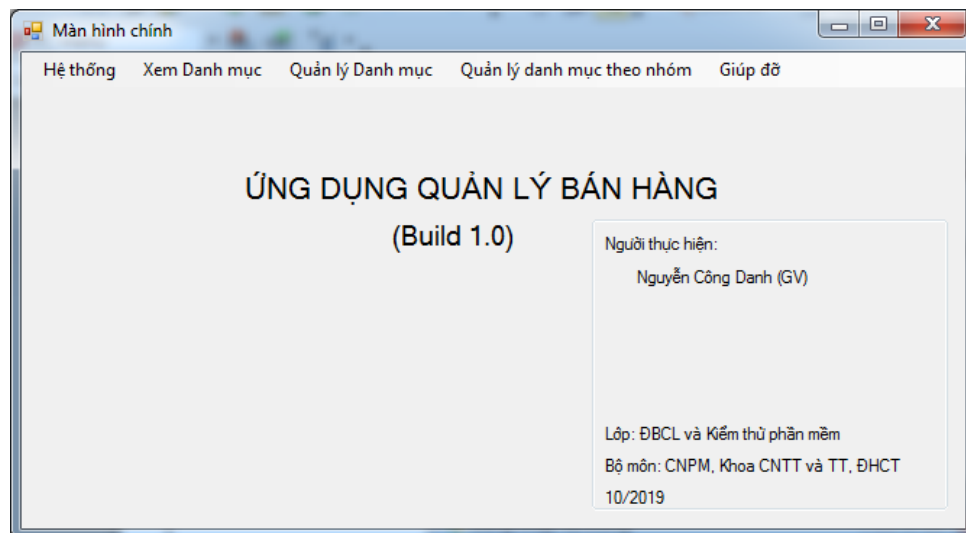 Màn hình chính
Hệ thống Xem Danh mục Quản lý Danh mục Quản lý danh mục theo nhóm Giúp đỡ
ỨNG DỤNG QUẢN LÝ BÁN HÀNG
(Build 1.0)
Người thực hiện:
Nguyễn Công Danh (GV)
Lớp: ĐBCL và Kiểm thử phần mềm
Bộ môn: CNPM, Khoa CNTT và TT, ĐHCT
10/2019